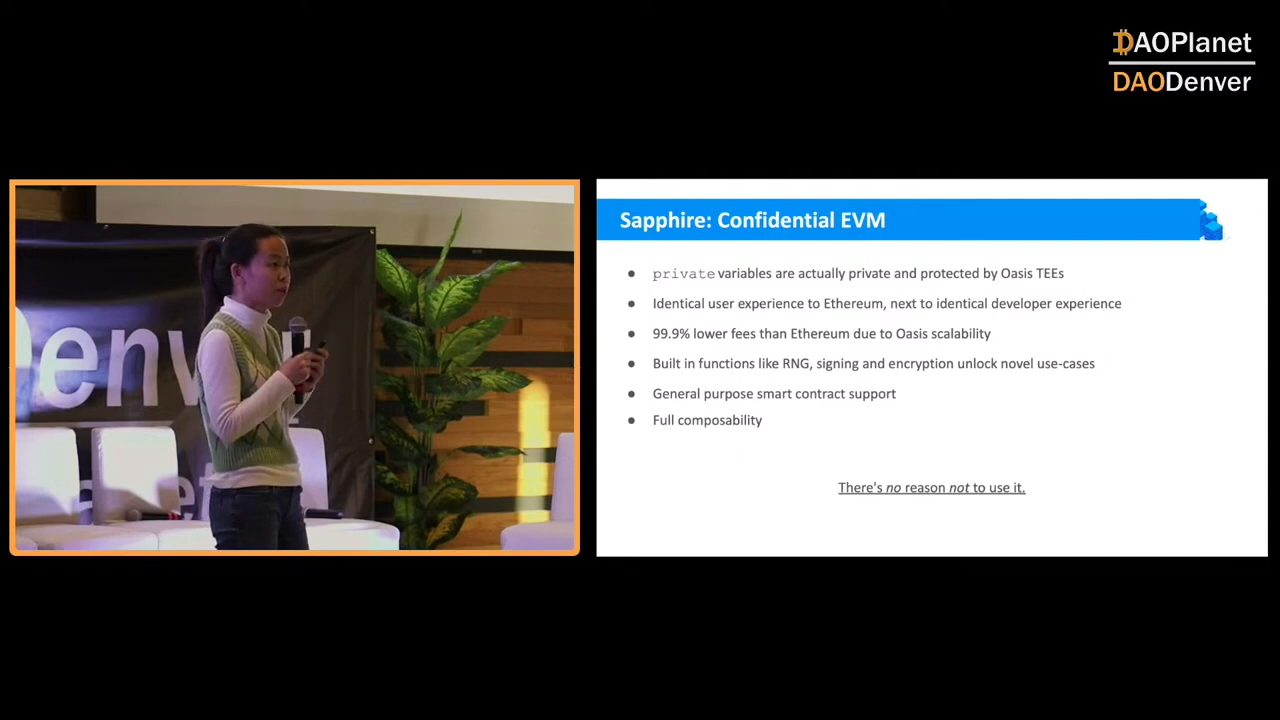 DAOPlanet
DAODenver
Sapphire: Confidential EVM
● private variables are actually private and protected by Oasis TEEs
● Identical user experience to Ethereum, next to identical developer experience
● 99.9% lower fees than Ethereum due to Oasis scalability
● Built in functions like RNG, signing and encryption unlock novel use-cases
● General purpose smart contract support
● Full composability
There's no reason not to use it.